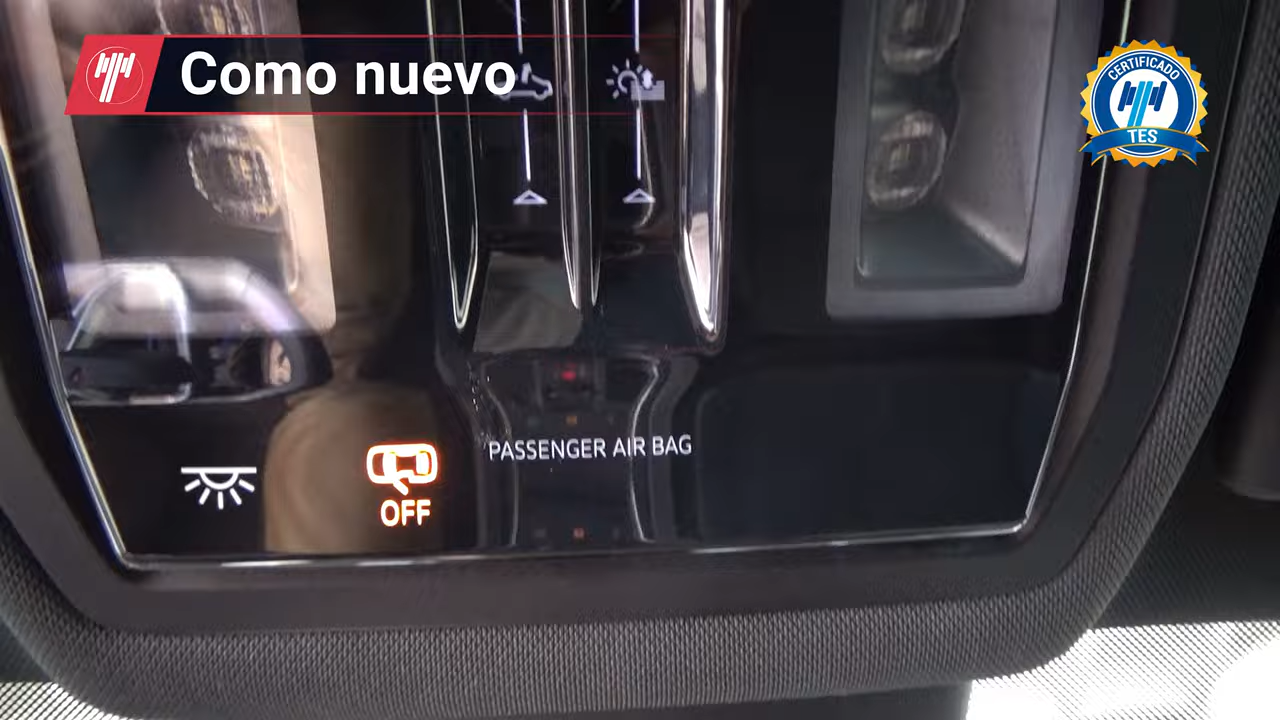 Como nuevo
CERTIFICADO
TES
PASSENGER AIR BAG
OFF